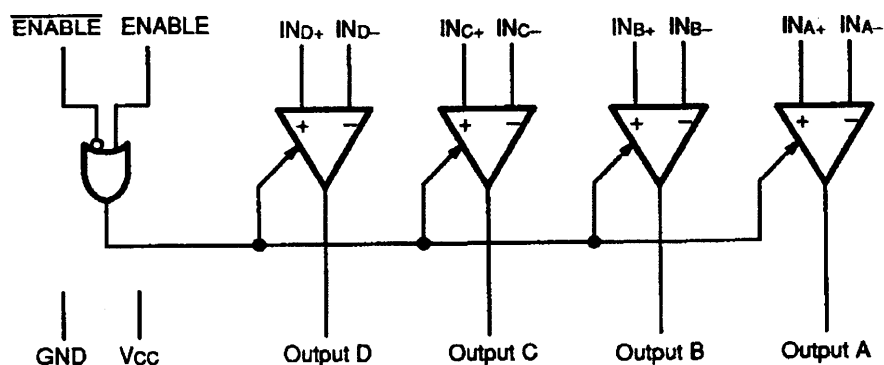 ENABLE ENABLE IND+ IND– INC+ INC– INB+ INB– INA+ INA–
+ – + – + – + –
GND VCC Output D Output C Output B Output A